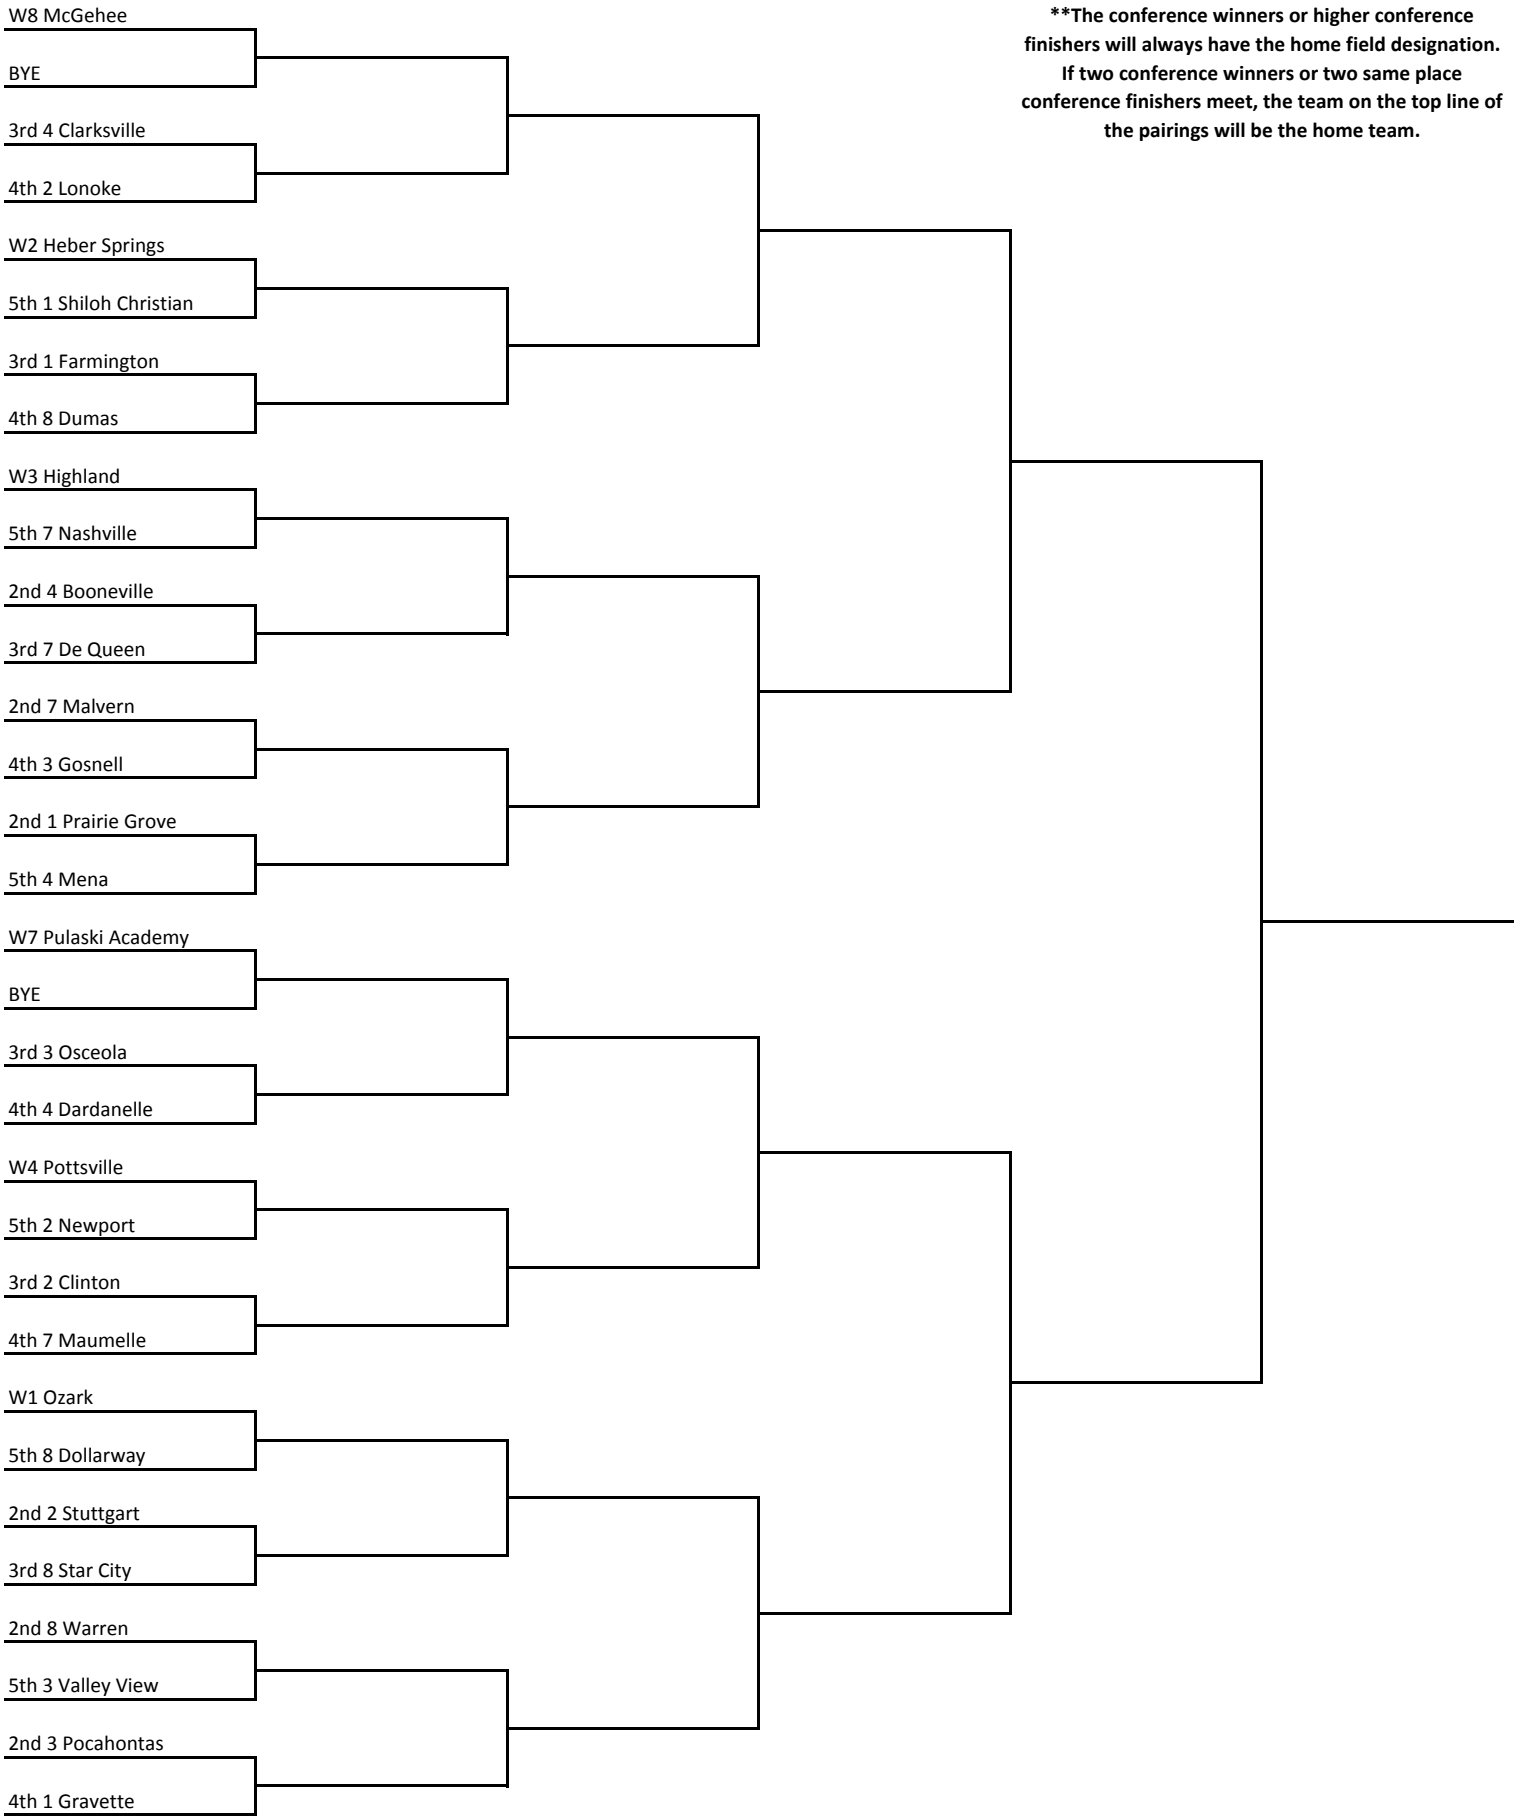 W8 McGehee
BYE
3rd 4 Clarksville
4th 2 Lonoke
W2 Heber Springs
5th 1 Shiloh Christian
3rd 1 Farmington
4th 8 Dumas
W3 Highland
5th 7 Nashville
2nd 4 Booneville
3rd 7 De Queen
2nd 7 Malvern
4th 3 Gosnell
2nd 1 Prairie Grove
5th 4 Mena
W7 Pulaski Academy
BYE
3rd 3 Osceola
4th 4 Dardanelle
W4 Pottsville
5th 2 Newport
3rd 2 Clinton
4th 7 Maumelle
W1 Ozark
5th 8 Dollarway
2nd 2 Stuttgart
3rd 8 Star City
2nd 8 Warren
5th 3 Valley View
2nd 3 Pocahontas
4th 1 Gravette
**The conference winners or higher conference
finishers will always have the home field designation.
If two conference winners or two same place
conference finishers meet, the team on the top line of
the pairings will be the home team.